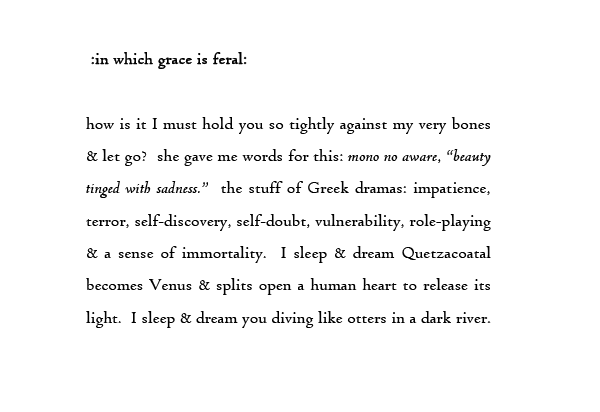 :in which grace is feral:
how is it I must hold you so tightly against my very bones
& let go? she gave me words for this: mono no aware, “beauty
tinged with sadness.” the stuff of Greek dramas: impatience,
terror, self-discovery, self-doubt, vulnerability, role-playing
& a sense of immortality. I sleep & dream Quetzacoatal
becomes Venus & splits open a human heart to release its
light. I sleep & dream you diving like otters in a dark river.